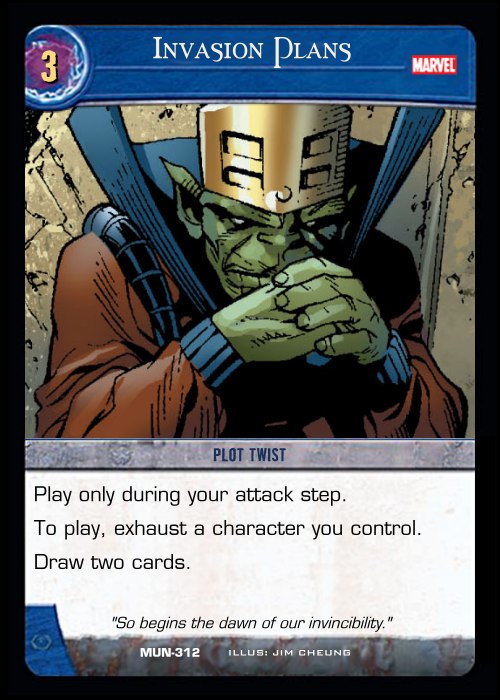 3
Invasion Plans
MARVEL
PLOT TWIST
Play only during your attack step.
To play, exhaust a character you control.
Draw two cards.
"So begins the dawn of our invincibility."
MUN-312 ILLUS: JIM CHEUNG